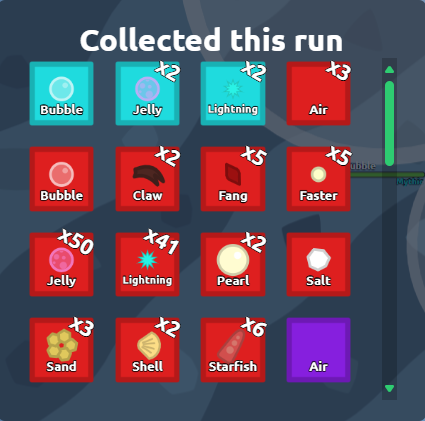 Collected this run
x2 x2 x3
Bubble Jelly Lightning Air
x2 x5 x5
Bubble Claw Fang Faster
x50 x41 x2
Jelly Lightning Pearl Salt
x3 x2 x6
Sand Shell Starfish Air